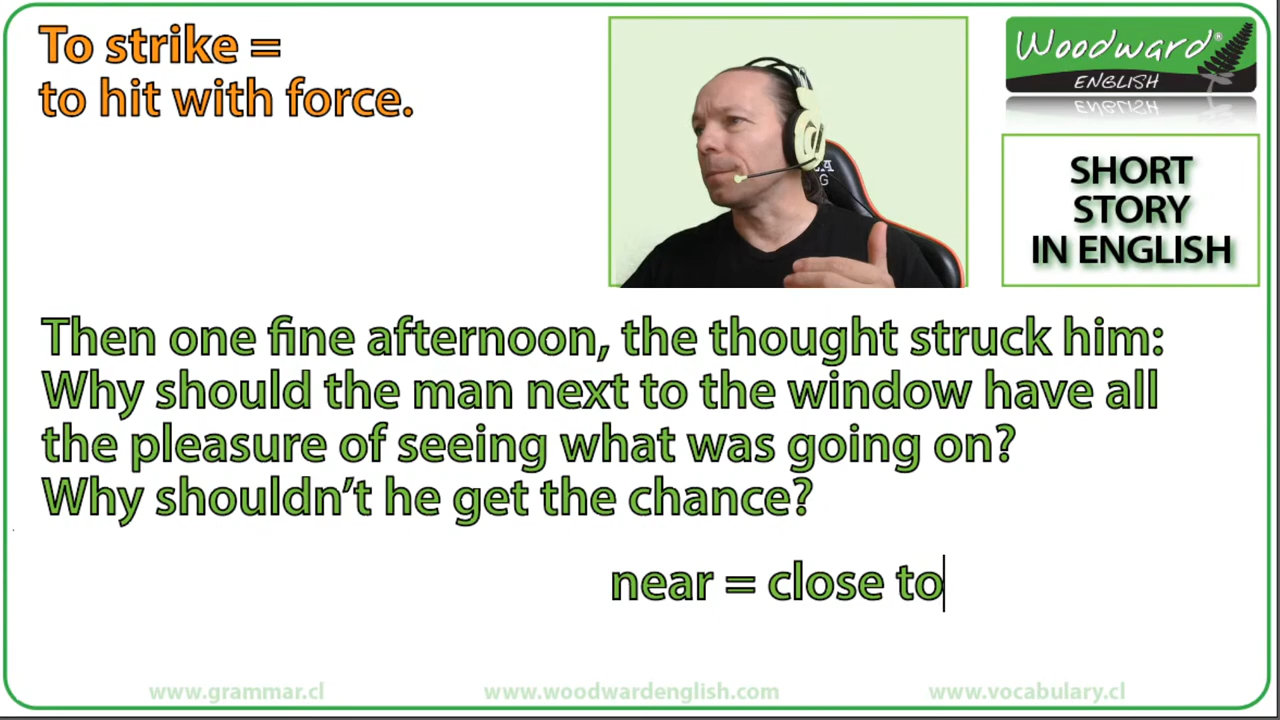 To strike =
to hit with force.
Woodward®
ENGLISH
SHORT
STORY
IN ENGLISH
Then one fine afternoon, the thought struck him:
Why should the man next to the window have all
the pleasure of seeing what was going on?
Why shouldn’t he get the chance?
near = close to
www.grammar.cl
www.woodwardenglish.com
www.vocabulary.cl